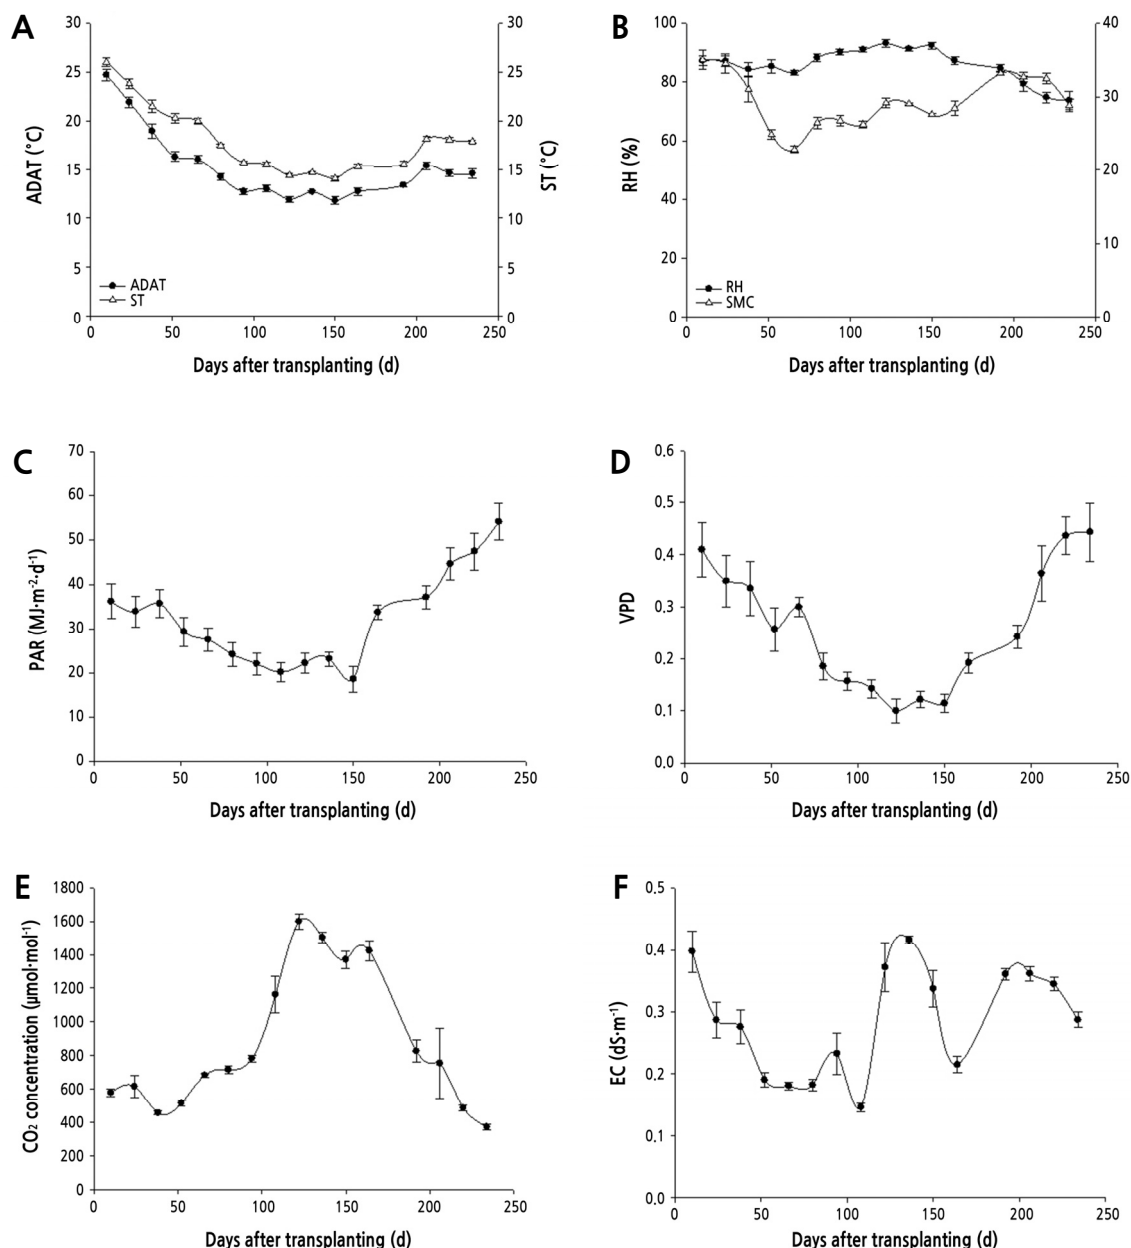 A
30
25
20
15
10
5
0
ADAT (°C)
30
25
20
15
10
5
0
ST (°C)
ADAT
ST
0 50 100 150 200 250
Days after transplanting (d)
B
100
80
60
40
20
0
RH (%)
40
30
20
10
0
RH
SMC
0 50 100 150 200 250
Days after transplanting (d)
C
70
60
50
40
30
20
10
0
PAR (MJ·m⁻²·d⁻¹)
0 50 100 150 200 250
Days after transplanting (d)
D
0.6
0.5
0.4
0.3
0.2
0.1
0.0
VPD
0 50 100 150 200 250
Days after transplanting (d)
E
1800
1600
1400
1200
1000
800
600
400
200
0
CO₂ concentration (μmol·mol⁻¹)
0 50 100 150 200 250
Days after transplanting (d)
F
0.5
0.4
0.3
0.2
0.1
0.0
EC (dS·m⁻¹)
0 50 100 150 200 250
Days after transplanting (d)